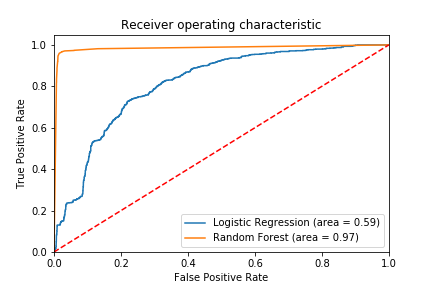 Receiver operating characteristic
1.0
0.8
0.6
0.4
0.2
0.0
True Positive Rate
Logistic Regression (area = 0.59)
Random Forest (area = 0.97)
0.0 0.2 0.4 0.6 0.8 1.0
False Positive Rate